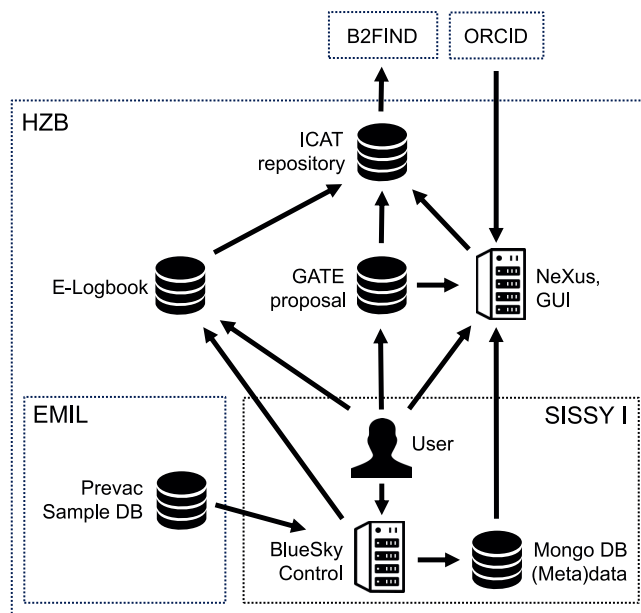 B2FIND
ORCID
HZB
ICAT
repository
E-Logbook
GATE
proposal
NeXus,
GUI
EMIL
SISSY I
User
Prevac
Sample DB
BlueSky
Control
Mongo DB
(Meta)data